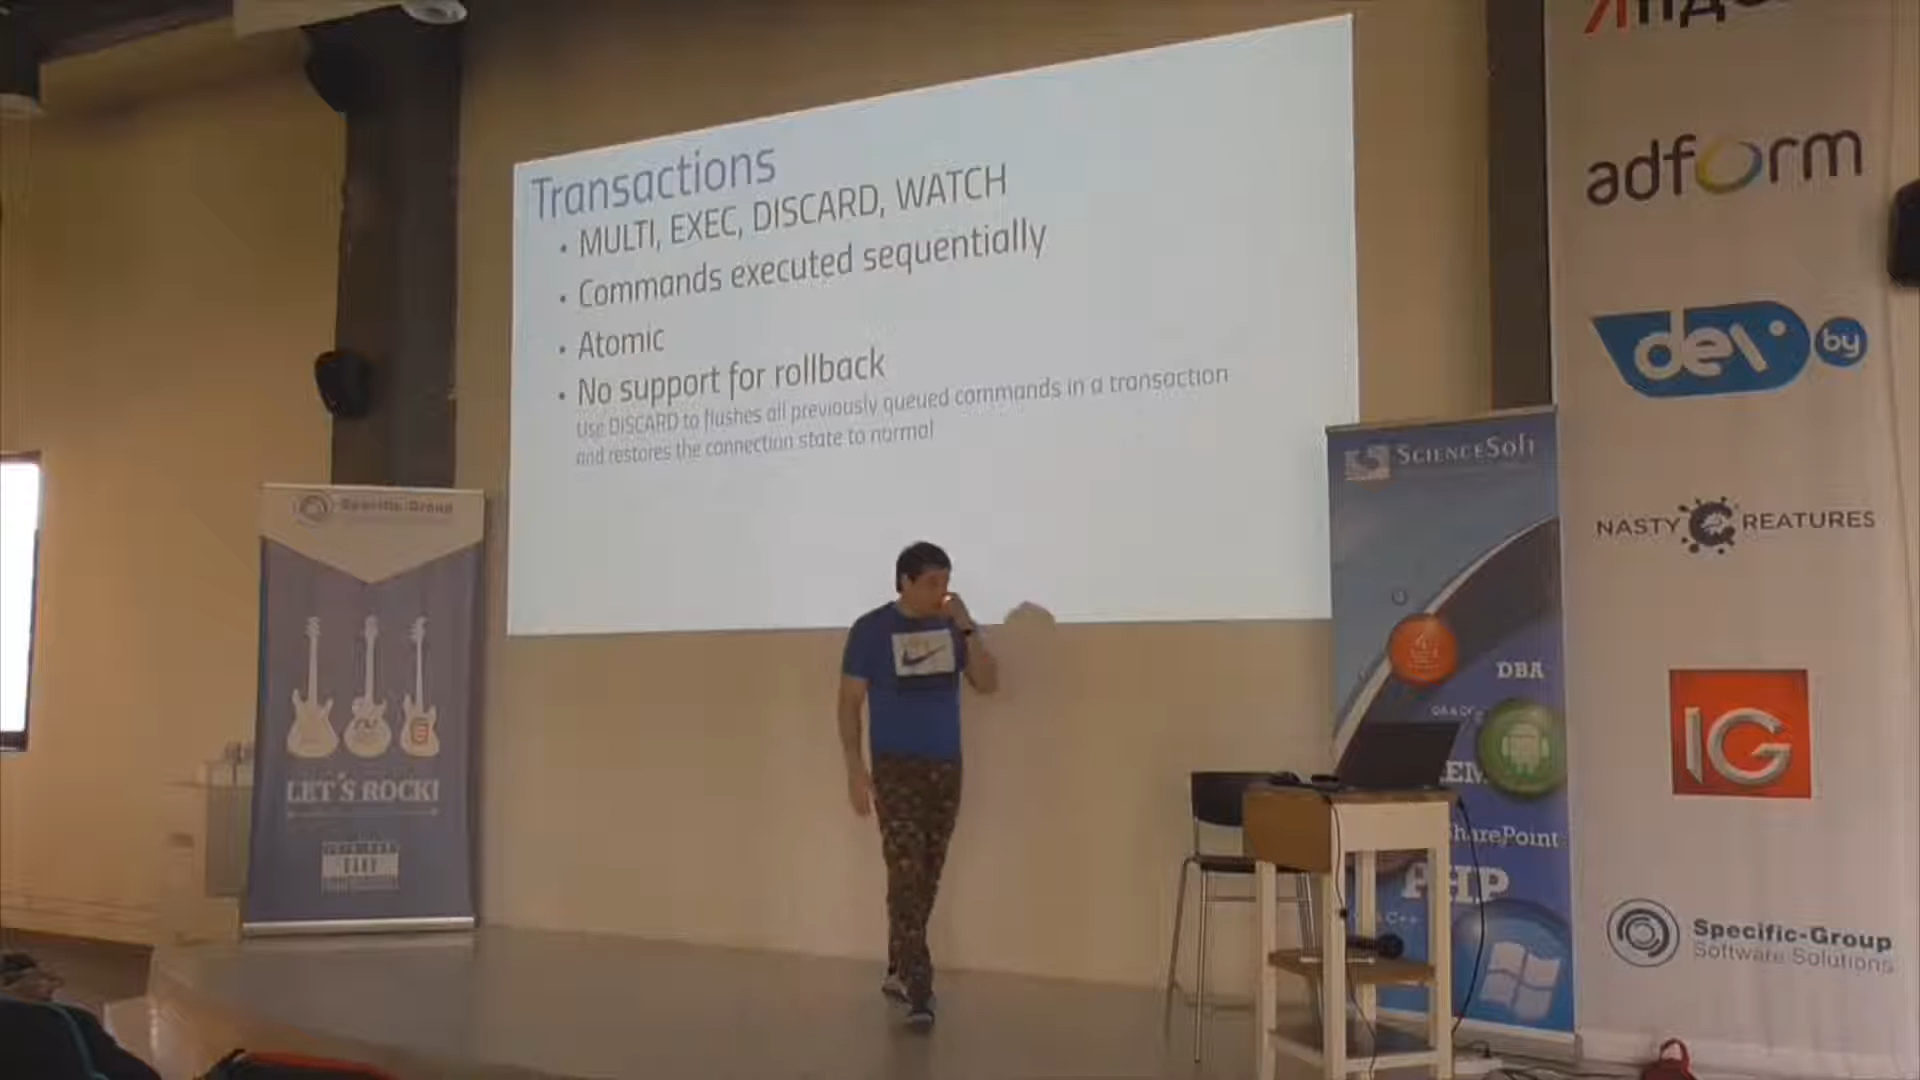 Transactions
• MULTI, EXEC, DISCARD, WATCH
• Commands executed sequentially
• Atomic
• No support for rollback
Use DISCARD to flushes all previously queued commands in a transaction
and restores the connection state to normal
Specific-Group
LET'S ROCK!
SCIENCESOFT
DBA
SharePoint
PHP
C++
adform
dev by
NASTY CREATURES
IG
Specific-Group
Software Solutions